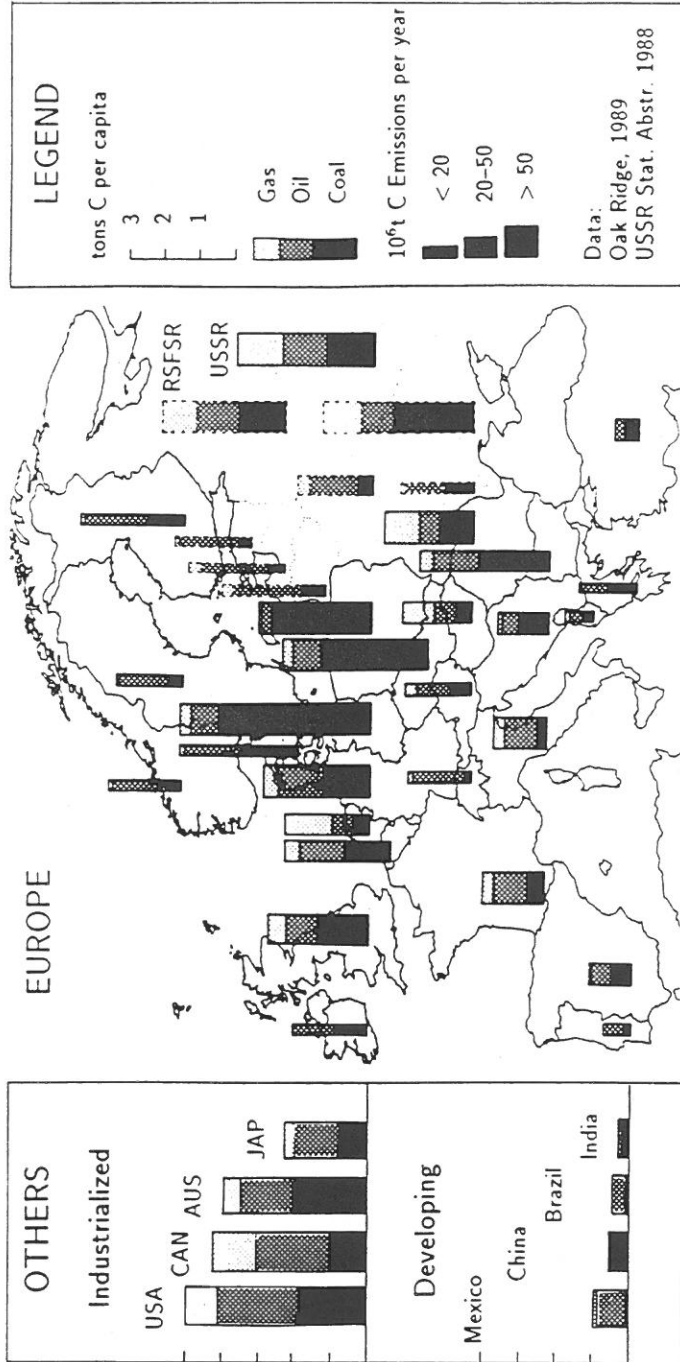 OTHERS
Industrialized
USA
CAN
AUS
JAP
Developing
Mexico
China
Brazil
India
EUROPE
RSFSR
USSR
LEGEND
tons C per capita
3
2
1
Gas
Oil
Coal
10⁶t C Emissions per year
< 20
20–50
> 50
Data:
Oak Ridge, 1989
USSR Stat. Abstr. 1988